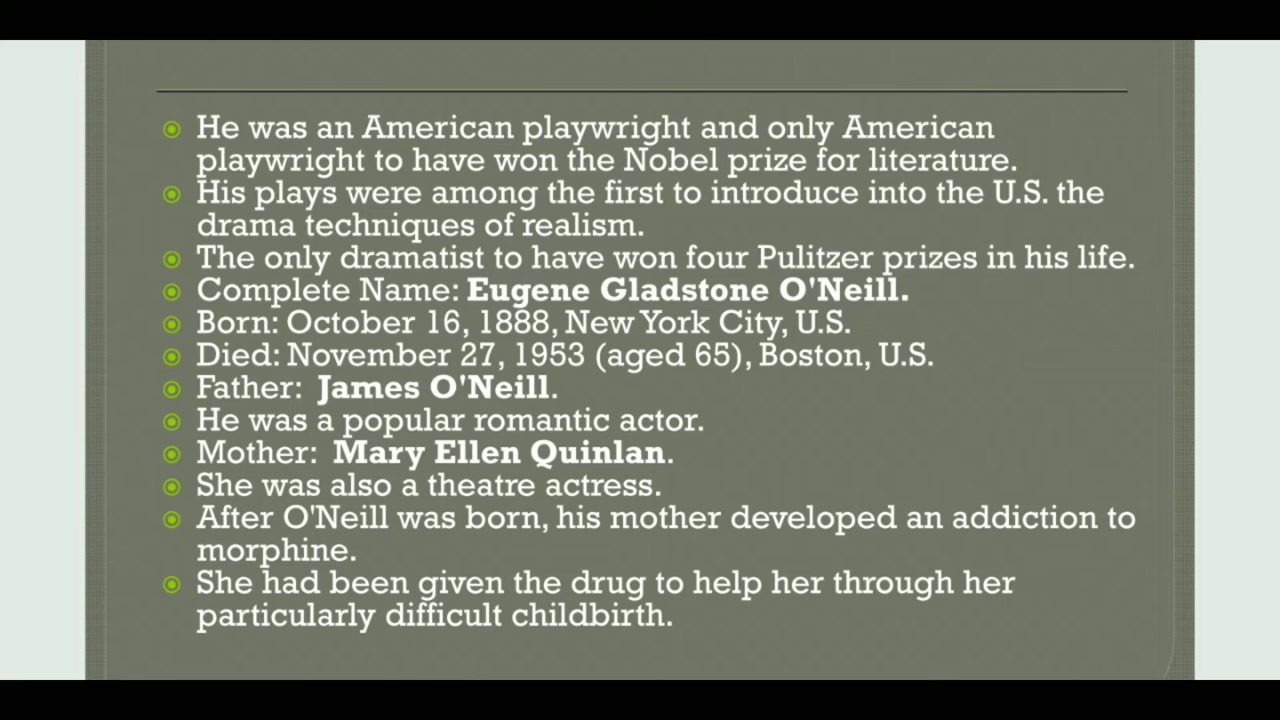 He was an American playwright and only American
playwright to have won the Nobel prize for literature.
His plays were among the first to introduce into the U.S. the
drama techniques of realism.
The only dramatist to have won four Pulitzer prizes in his life.
Complete Name: Eugene Gladstone O'Neill.
Born: October 16, 1888, New York City, U.S.
Died: November 27, 1953 (aged 65), Boston, U.S.
Father: James O'Neill.
He was a popular romantic actor.
Mother: Mary Ellen Quinlan.
She was also a theatre actress.
After O'Neill was born, his mother developed an addiction to
morphine.
She had been given the drug to help her through her
particularly difficult childbirth.